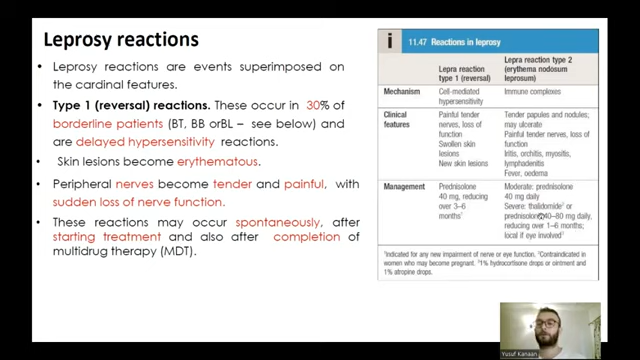 Leprosy reactions
• Leprosy reactions are events superimposed on
the cardinal features.
• Type 1 (reversal) reactions. These occur in 30% of
borderline patients (BT, BB orBL – see below) and
are delayed hypersensitivity reactions.
• Skin lesions become erythematous.
• Peripheral nerves become tender and painful, with
sudden loss of nerve function.
• These reactions may occur spontaneously, after
starting treatment and also after completion of
multidrug therapy (MDT).
i 11.47 Reactions in leprosy
Lepra reaction
type 1 (reversal)
Lepra reaction type 2
(erythema nodosum
leprosum)
Mechanism
Cell-mediated
hypersensitivity
Immune complexes
Clinical
features
Painful tender
nerves, loss of
function
Swollen skin
lesions
New skin lesions
Tender papules and nodules;
may ulcerate
Painful tender nerves, loss of
function
Iritis, orchitis, myositis,
lymphadenitis
Fever, oedema
Management
Prednisolone
40 mg, reducing
over 3–6
months¹
Moderate: prednisolone
40 mg daily
Severe: thalidomide² or
prednisolone 40–80 mg daily,
reducing over 1–6 months;
local if eye involved³
¹Indicated for any new impairment of nerve or eye function. ²Contraindicated in
women who may become pregnant. ³1% hydrocortisone drops or ointment and
1% atropine drops.
Yusuf Kanaan